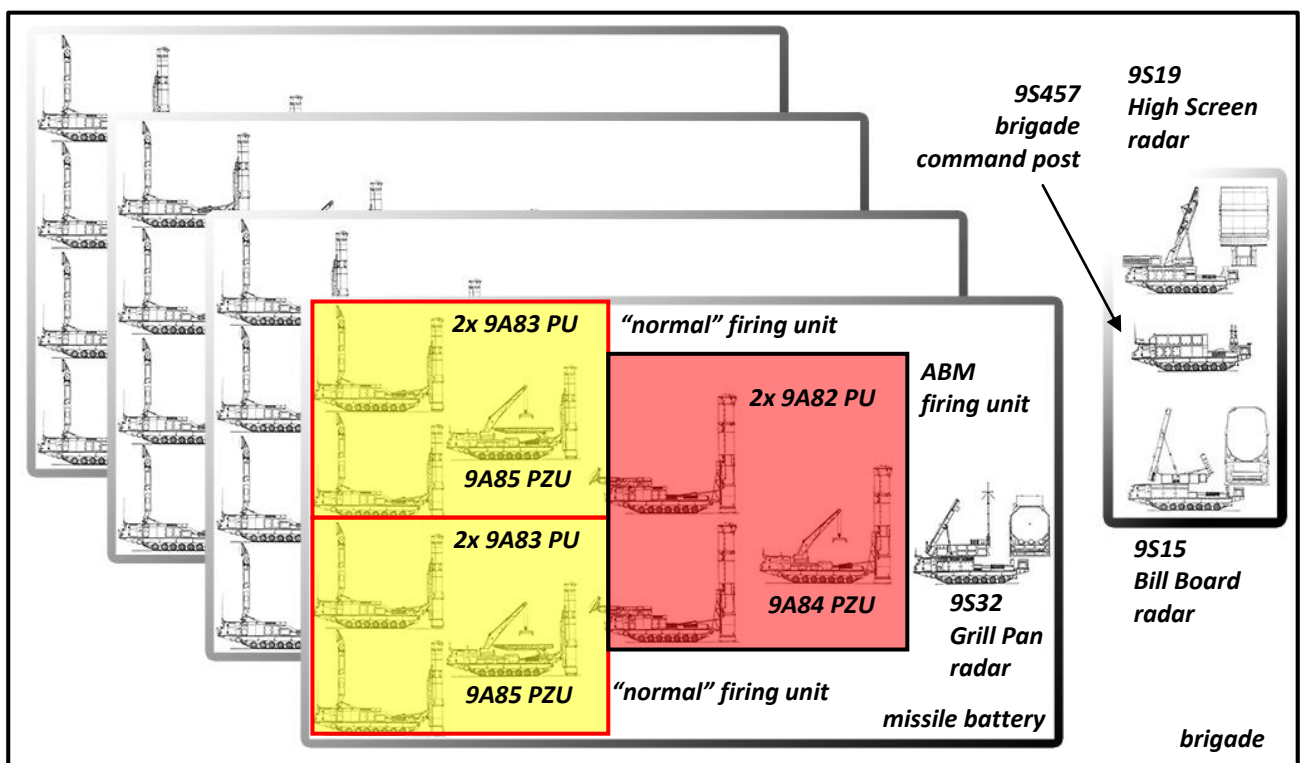 9S457
brigade
command post
9S19
High Screen
radar
2x 9A83 PU
“normal” firing unit
ABM
firing unit
2x 9A82 PU
9A85 PZU
2x 9A83 PU
9A84 PZU
9S32
Grill Pan
radar
9A85 PZU
“normal” firing unit
missile battery
9S15
Bill Board
radar
brigade